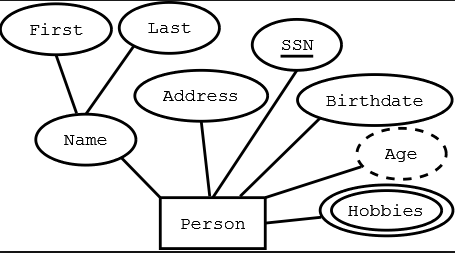 First
Last
SSN
Address
Birthdate
Name
Age
Hobbies
Person